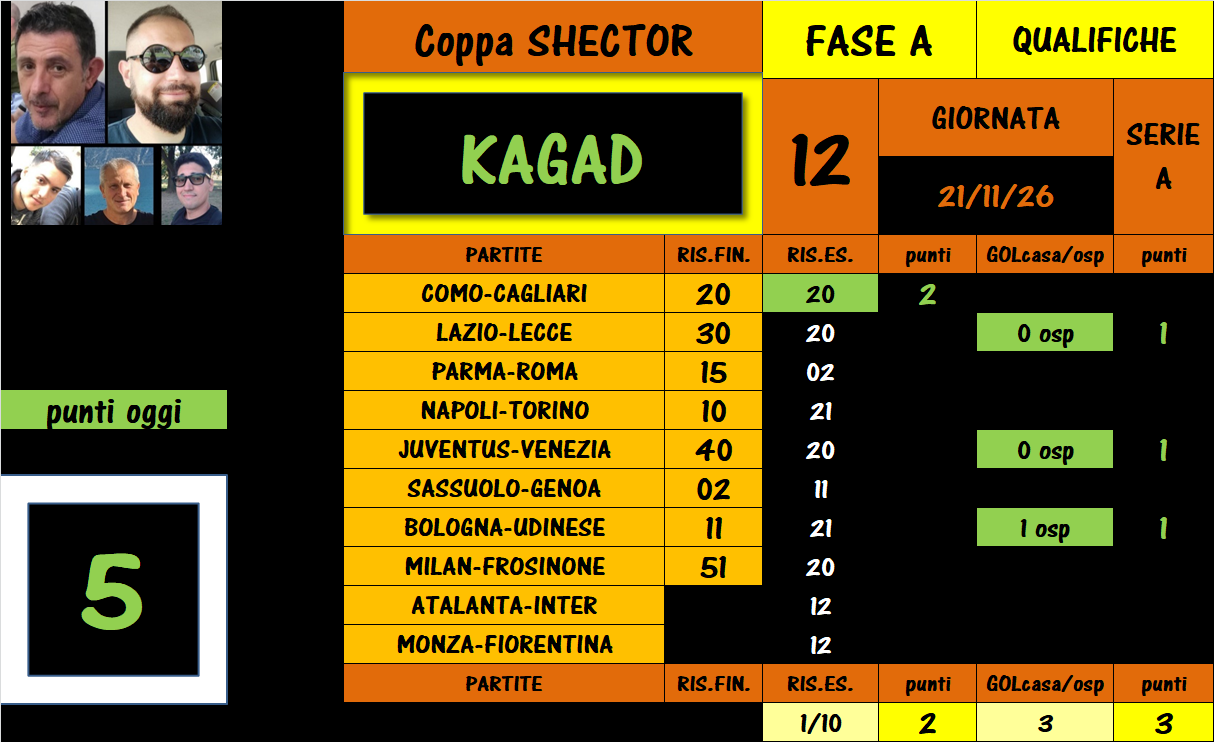 Coppa SHECTOR FASE A QUALIFICHE
KAGAD 12 GIORNATA SERIE
A
21/11/26
PARTITE RIS.FIN. RIS.ES. punti GOLcasa/osp punti
COMO-CAGLIARI 20 20 2
LAZIO-LECCE 30 20 0 osp 1
PARMA-ROMA 15 02
punti oggi
NAPOLI-TORINO 10 21
JUVENTUS-VENEZIA 40 20 0 osp 1
SASSUOLO-GENOA 02 11
BOLOGNA-UDINESE 11 21 1 osp 1
5
MILAN-FROSINONE 51 20
ATALANTA-INTER 12
MONZA-FIORENTINA 12
PARTITE RIS.FIN. RIS.ES. punti GOLcasa/osp punti
1/10 2 3 3